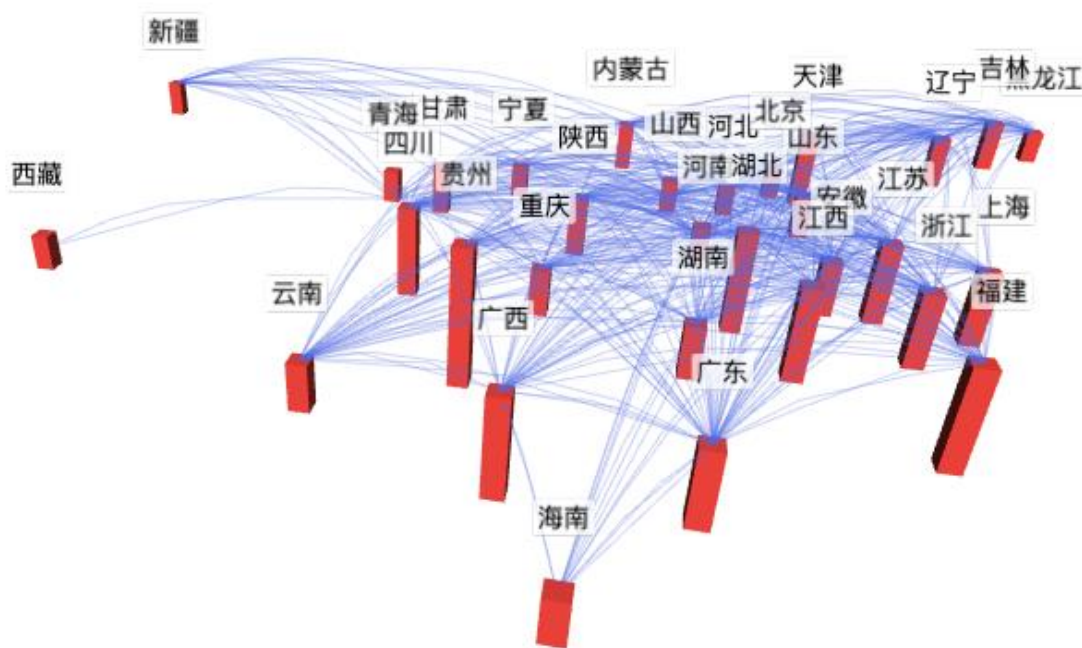 新疆
内蒙古
天津
辽宁
吉林
黑龙江
青海
甘肃
宁夏
陕西
山西
河北
北京
山东
四川
西藏
贵州
河南
湖北
重庆
安徽
江苏
江西
浙江
上海
云南
湖南
广西
福建
广东
海南